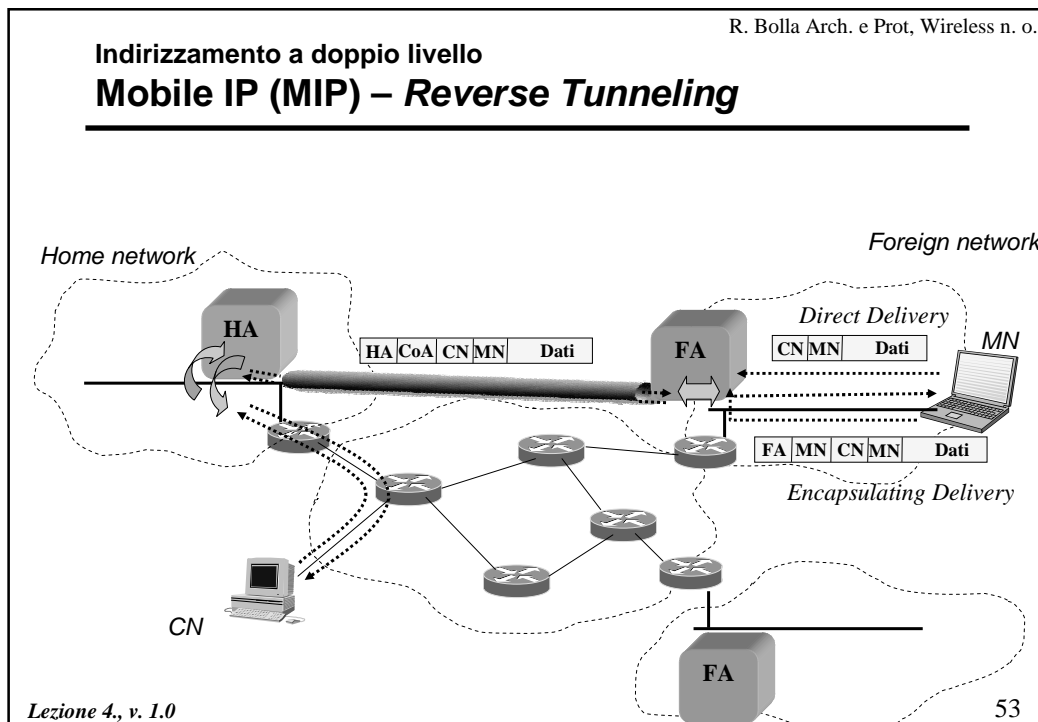 R. Bolla Arch. e Prot, Wireless n. o.
Indirizzamento a doppio livello
Mobile IP (MIP) – Reverse Tunneling
Home network
Foreign network
HA
HA CoA CN MN Dati
FA
Direct Delivery
CN MN Dati
MN
FA MN CN MN Dati
Encapsulating Delivery
CN
FA
Lezione 4., v. 1.0
53